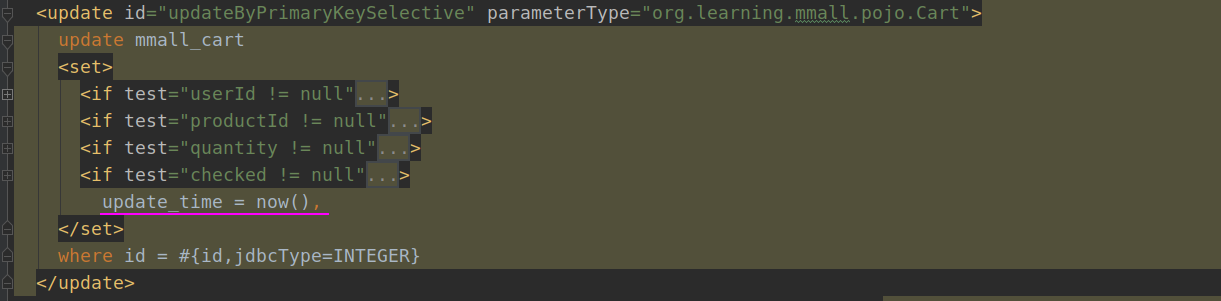 <update id="updateByPrimaryKeySelective" parameterType="org.learning.mmall.pojo.Cart">
update mmall_cart
<set>
<if test="userId != null"...>
<if test="productId != null"...>
<if test="quantity != null"...>
<if test="checked != null"...>
update_time = now(),
</set>
where id = #{id,jdbcType=INTEGER}
</update>